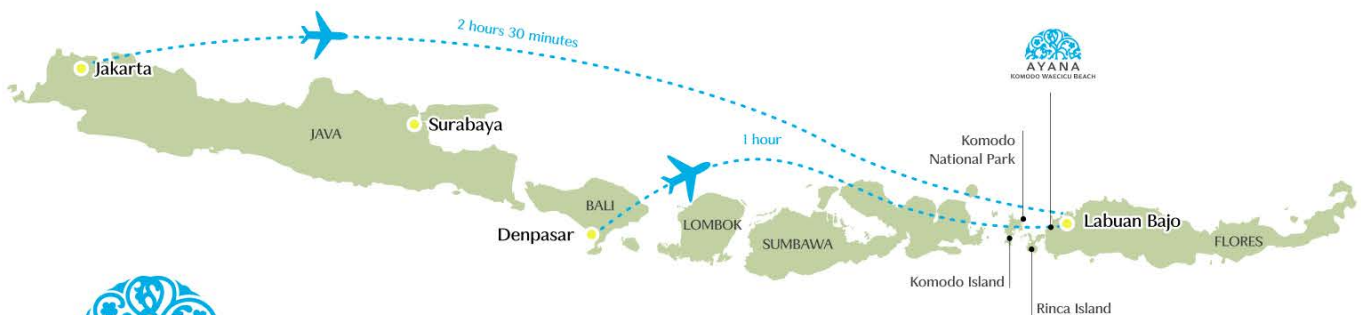 2 hours 30 minutes
AYANA
KOMODO WAECICU BEACH
Jakarta
Surabaya
JAVA
1 hour
Komodo
National Park
BALI
Denpasar
LOMBOK
SUMBAWA
Labuan Bajo
FLORES
Komodo Island
Rinca Island